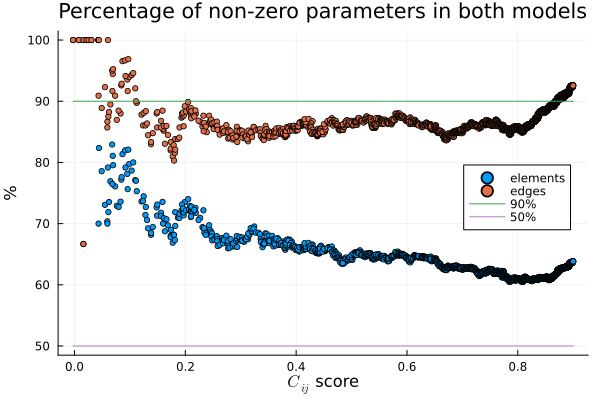 Percentage of non-zero parameters in both models
100
90
80
70
60
50
%
elements
edges
90%
50%
0.0 0.2 0.4 0.6 0.8
C_ij score